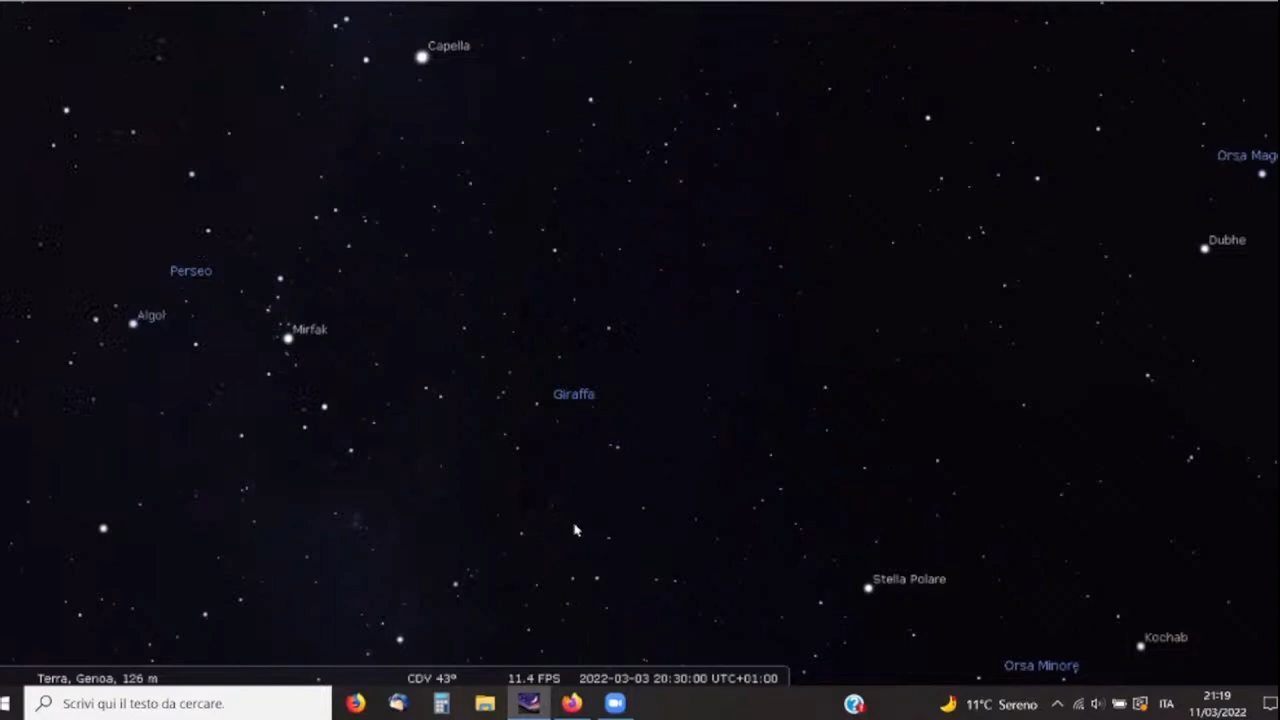 Capella
Orsa Mag
Dubhe
Perseo
Algol
Mirfak
Giraffa
Stella Polare
Kochab
Orsa Minore
Terra, Genoa, 126 m CDV 43° 11.4 FPS 2022-03-03 20:30:00 UTC+01:00
Scrivi qui il testo da cercare.
11°C Sereno
ITA
21:19
11/03/2022